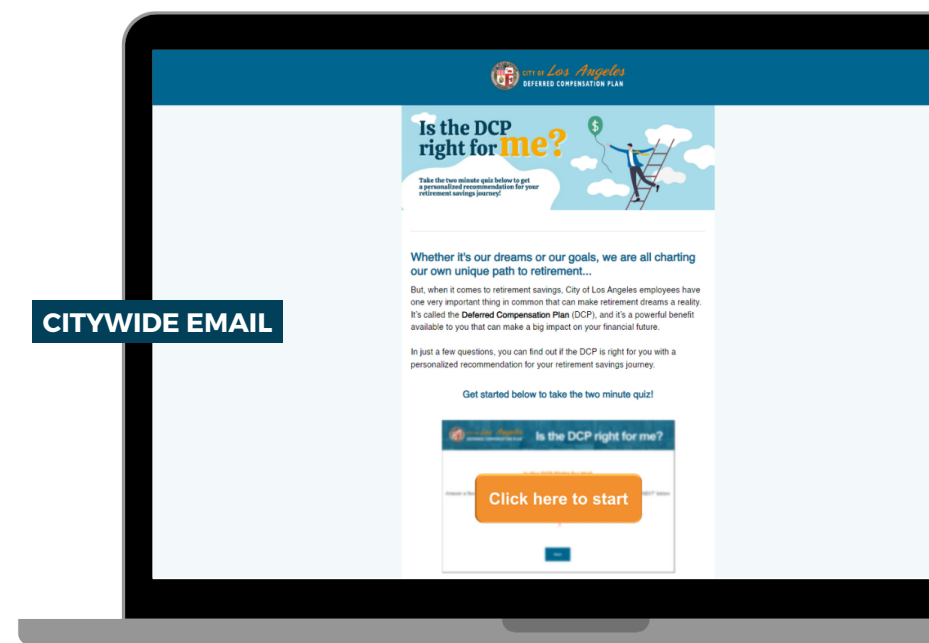 CITY OF Los Angeles
DEFERRED COMPENSATION PLAN
Is the DCP
right for me?
Take the two minute quiz below to get
a personalized recommendation for your
retirement savings journey!
$
Whether it's our dreams or our goals, we are all charting
our own unique path to retirement...
But, when it comes to retirement savings, City of Los Angeles employees have
one very important thing in common that can make retirement dreams a reality.
It's called the Deferred Compensation Plan (DCP), and it's a powerful benefit
available to you that can make a big impact on your financial future.
CITYWIDE EMAIL
In just a few questions, you can find out if the DCP is right for you with a
personalized recommendation for your retirement savings journey.
Get started below to take the two minute quiz!
Los Angeles
Is the DCP right for me?
Click here to start